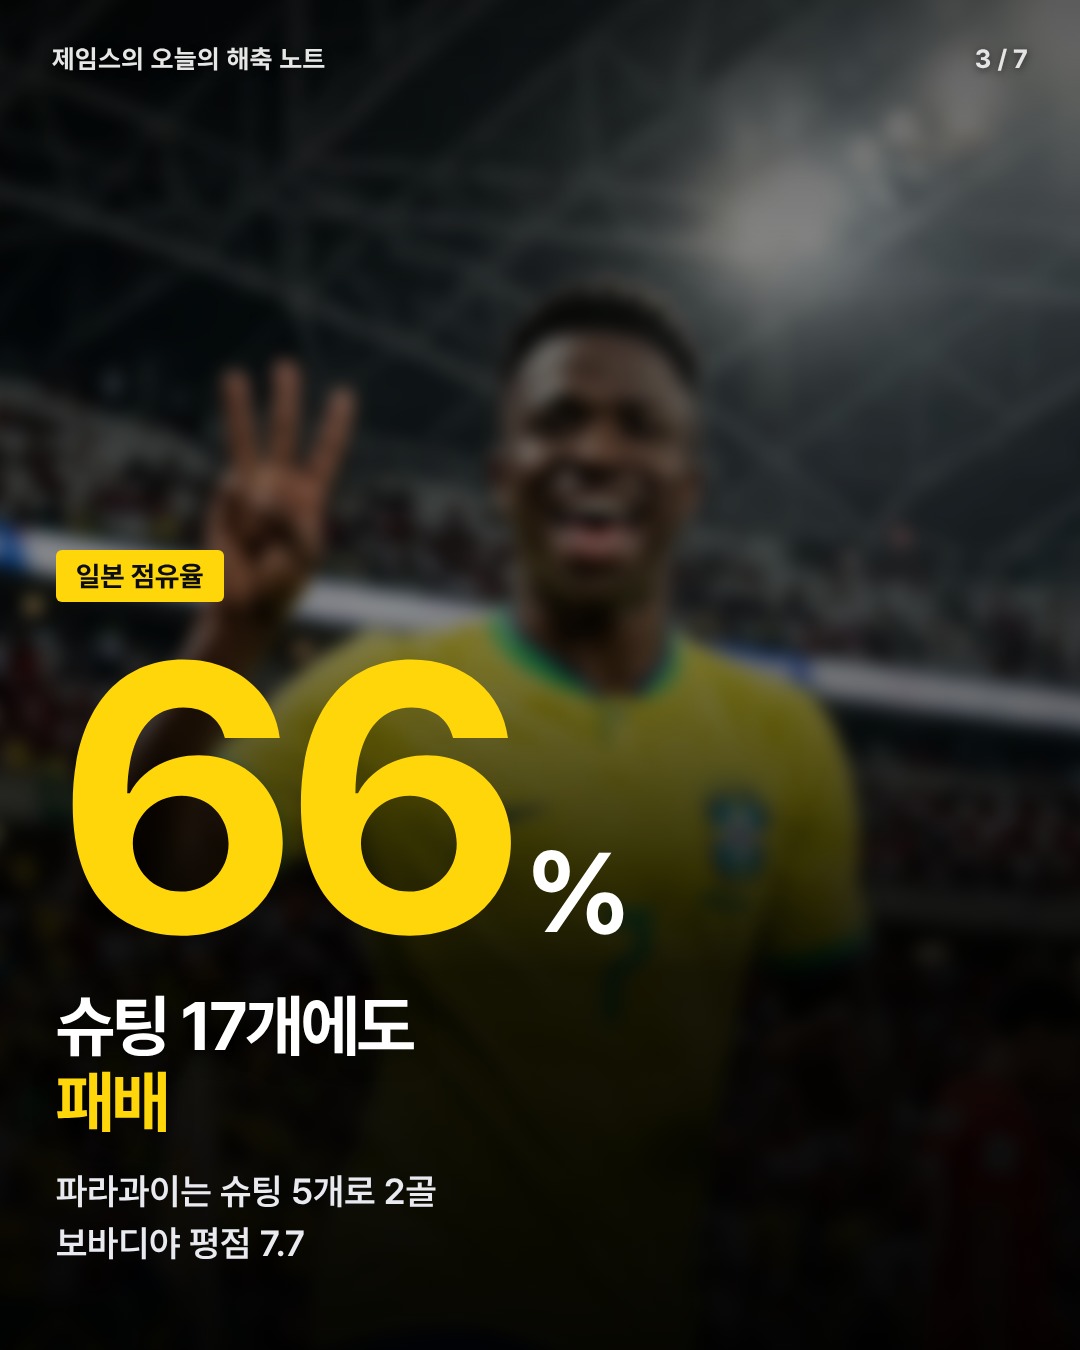 제임스의 오늘의 해축 노트
3 / 7
일본 점유율
66%
슈팅 17개에도
패배
파라과이는 슈팅 5개로 2골
보바디야 평점 7.7